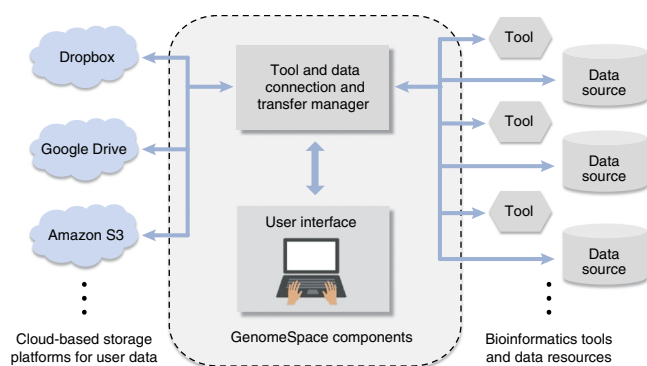 Dropbox
Google Drive
Amazon S3
Cloud-based storage
platforms for user data
Tool and data
connection and
transfer manager
User interface
GenomeSpace components
Tool
Data
source
Tool
Data
source
Tool
Data
source
Bioinformatics tools
and data resources